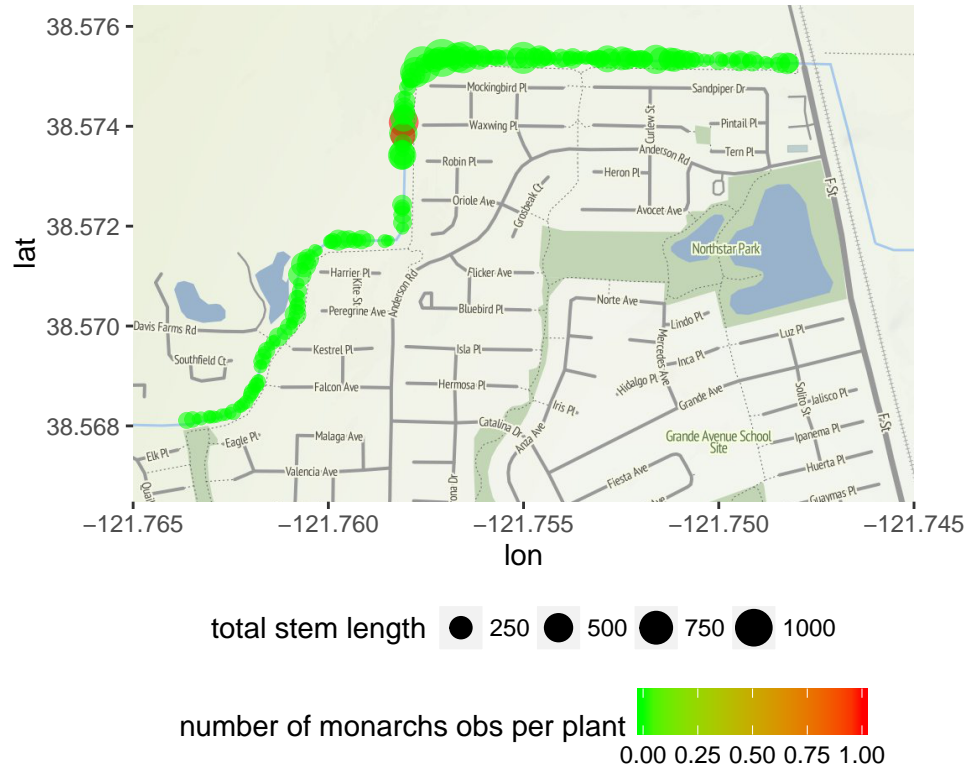 38.576
38.574
38.572
38.570
38.568
lat
Mockingbird Pl
Sandpiper Dr
Waxwing Pl
Curlew St
Pintail Pl
Anderson Rd
Tern Pl
Robin Pl
Heron Pl
F St
Oriole Ave
Grosbeak Ct
Avocet Ave
Northstar Park
Harrier Pl
Kite St
Anderson Rd
Flicker Ave
Peregrine Ave
Bluebird Pl
Norte Ave
Lindo Pl
Luz Pl
Davis Farms Rd
Southfield Ct
Kestrel Pl
Isla Pl
Mercedes Ave
Inca Pl
Falcon Ave
Hermosa Pl
Hidalgo Pl
Grande Ave
Solito St
Jalisco Pl
Iris Pl
Catalina Dr
Anza Ave
F St
Elk Pl
Eagle Pl
Malaga Ave
Grande Avenue School
Site
Ipanema Pl
Valencia Ave
Fiesta Ave
Huerta Pl
Quai
ona Dr
Ave
Guaymas Pl
−121.765
−121.760
−121.755
−121.750
−121.745
lon
total stem length 250 500 750 1000
number of monarchs obs per plant
0.00 0.25 0.50 0.75 1.00